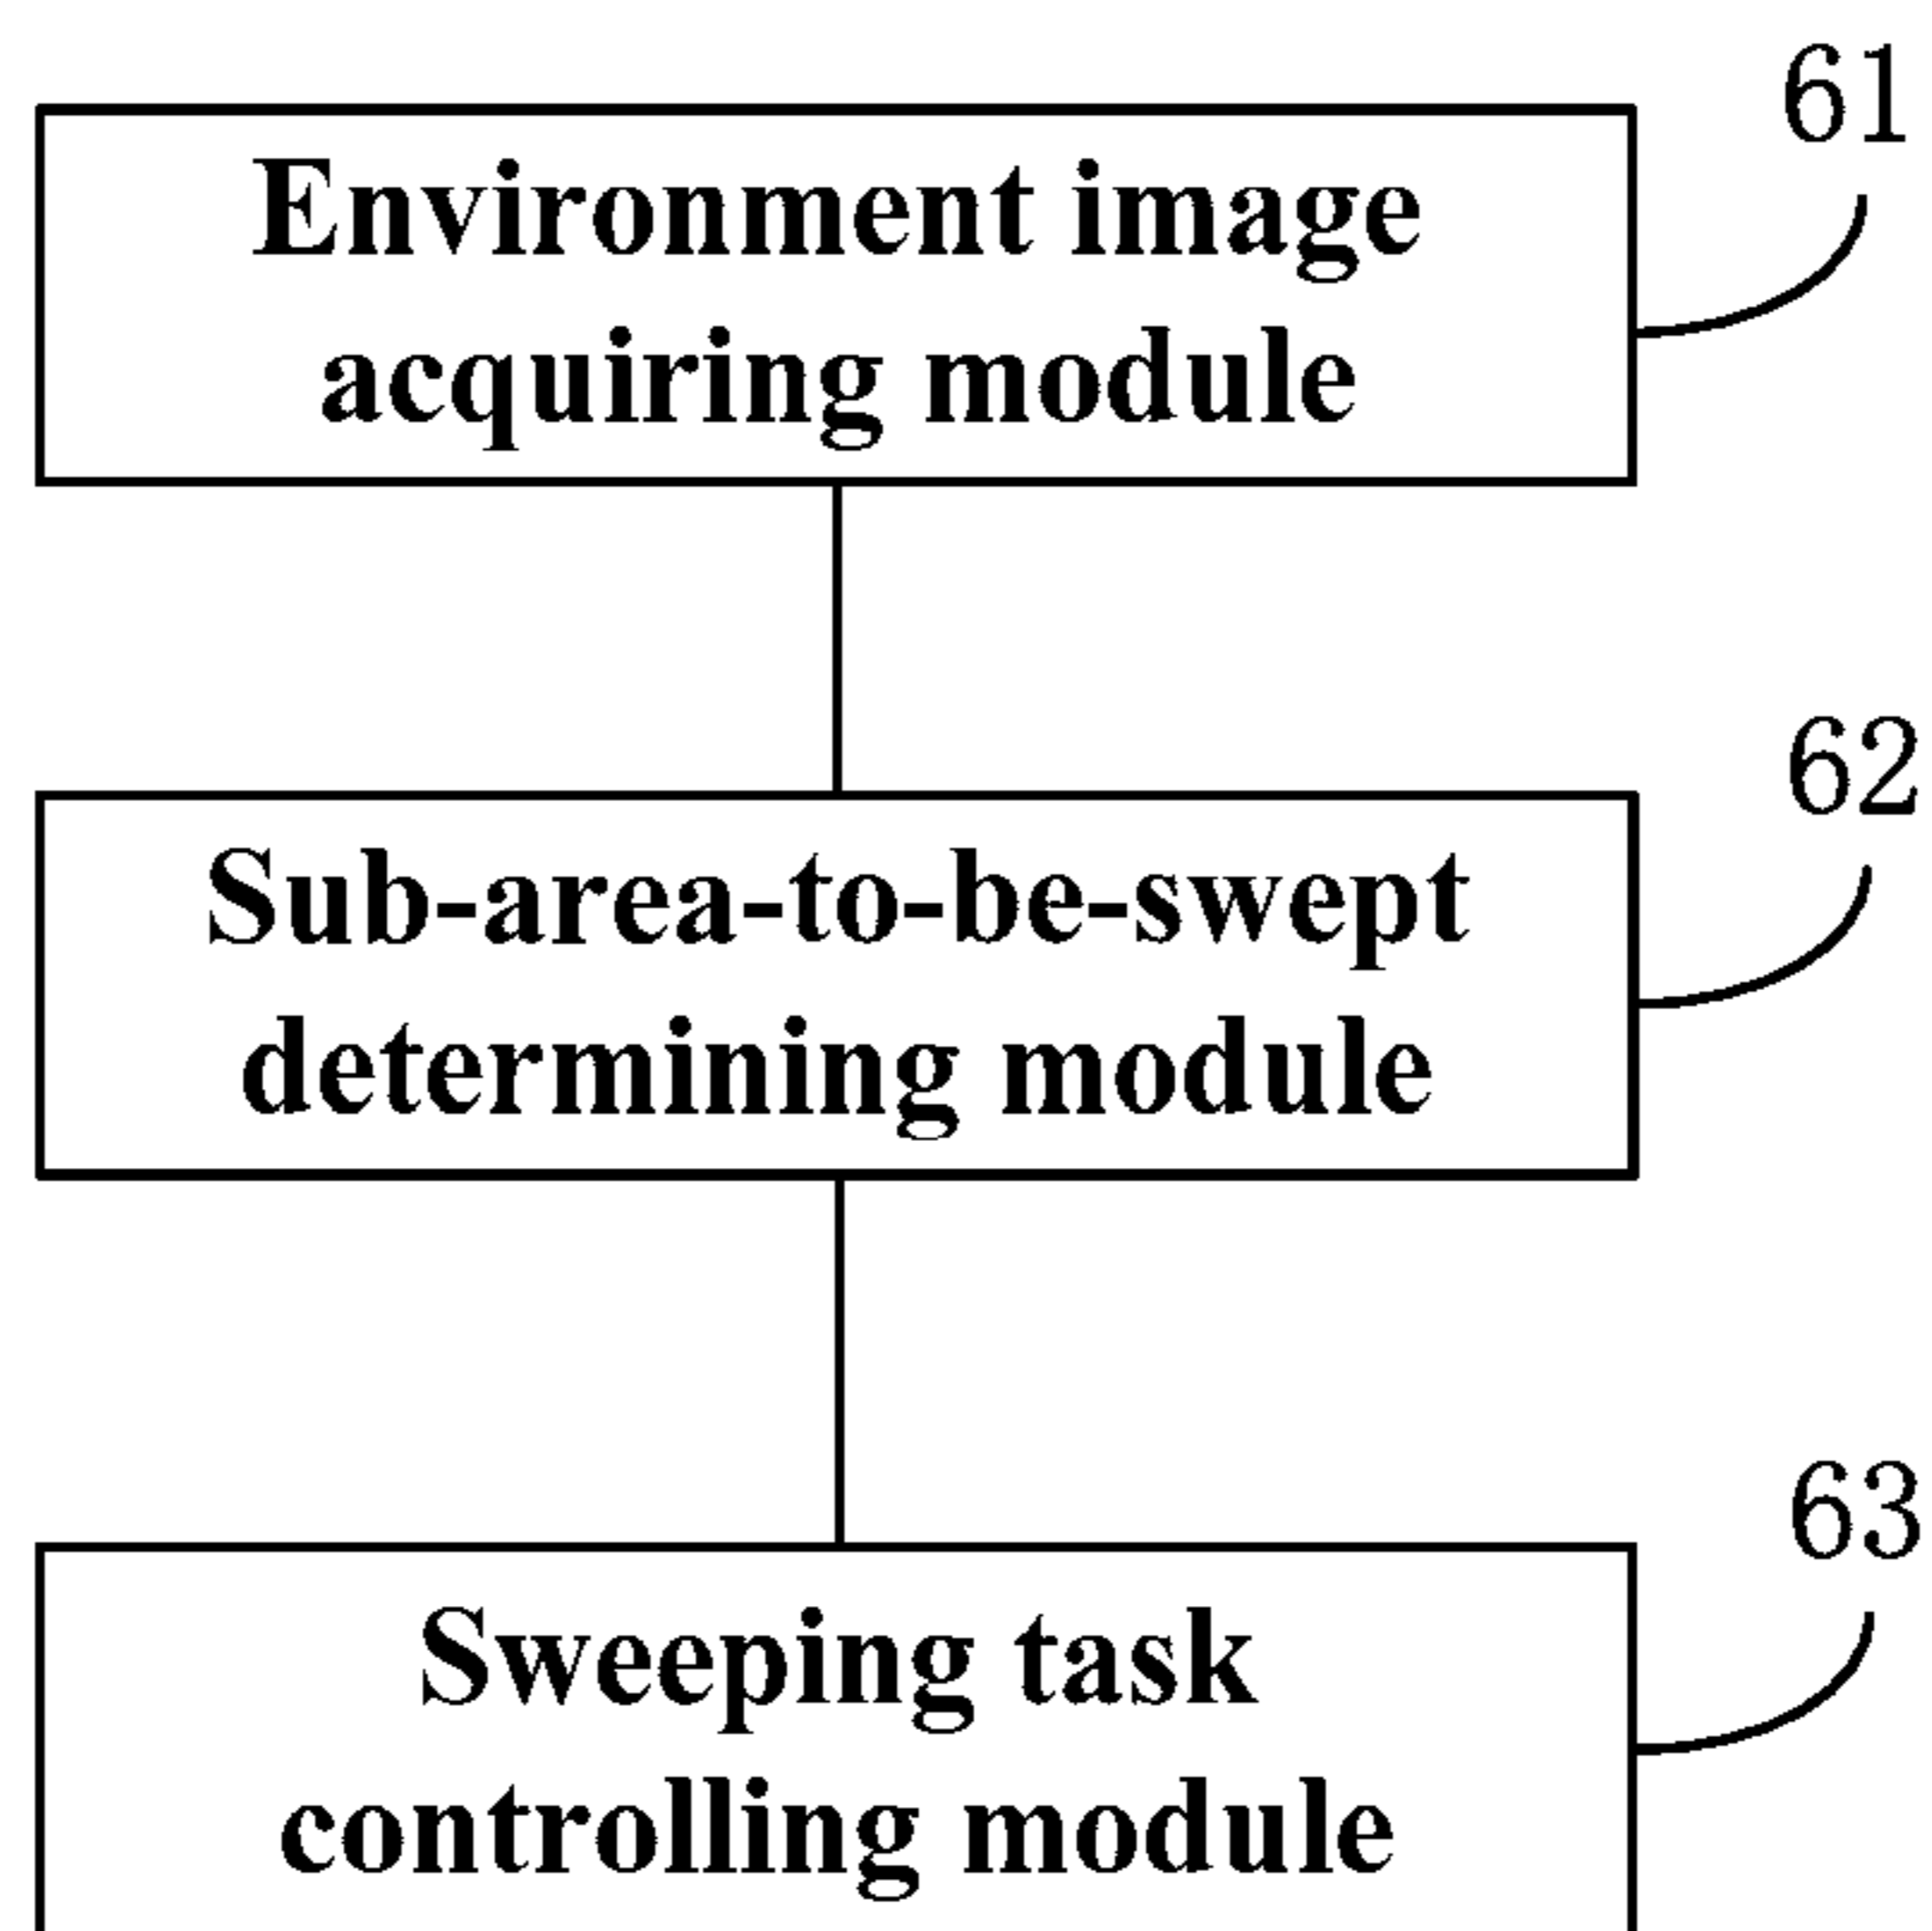 61
Environment image
acquiring module
62
Sub-area-to-be-swept
determining module
63
Sweeping task
controlling module